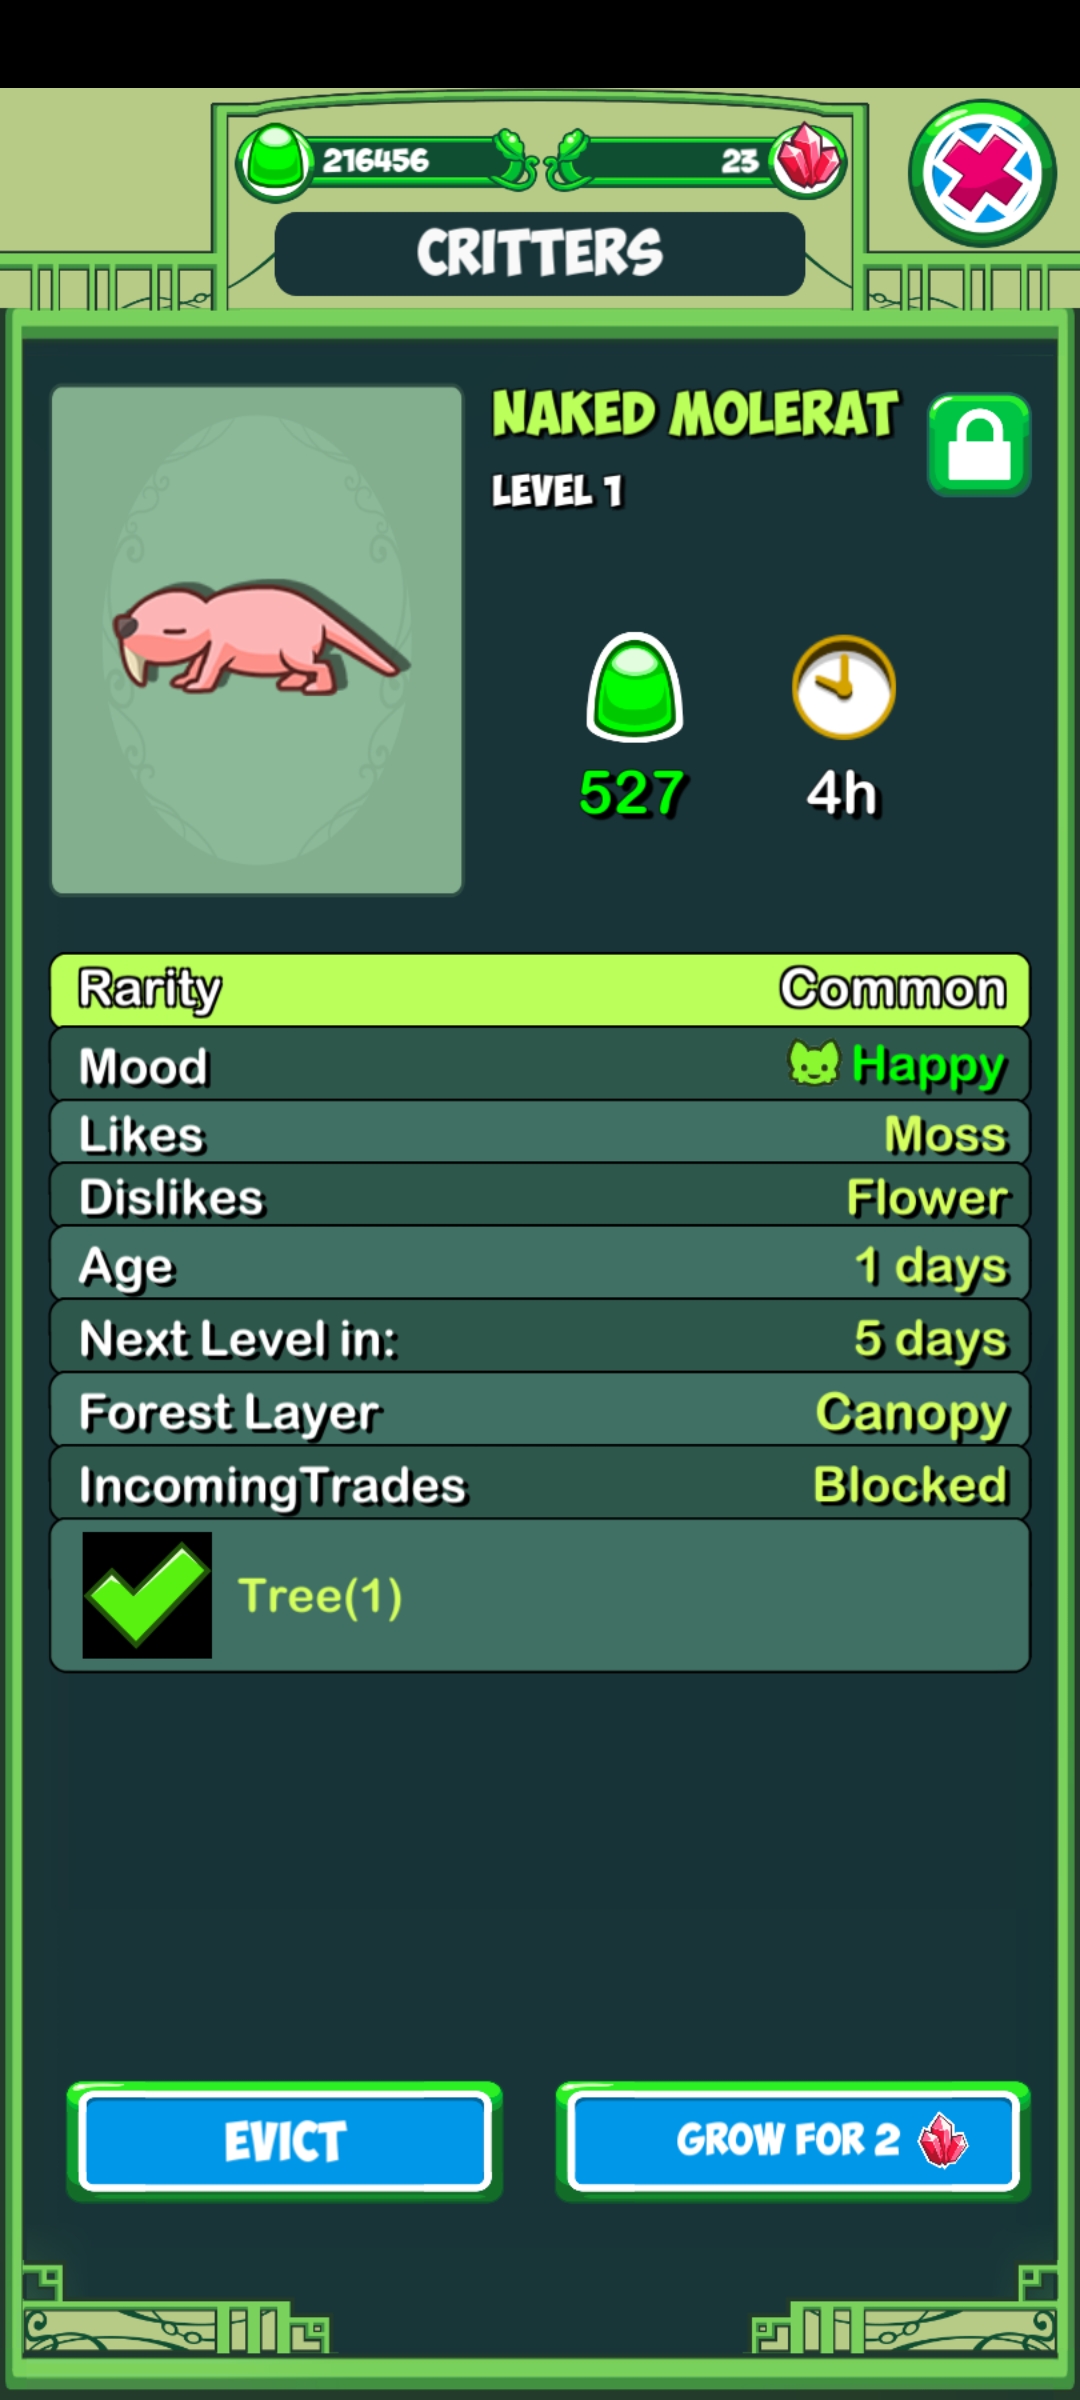 216456 23
CRITTERS
NAKED MOLERAT
LEVEL 1
527 4h
Rarity Common
Mood Happy
Likes Moss
Dislikes Flower
Age 1 days
Next Level in: 5 days
Forest Layer Canopy
IncomingTrades Blocked
Tree(1)
EVICT GROW FOR 2